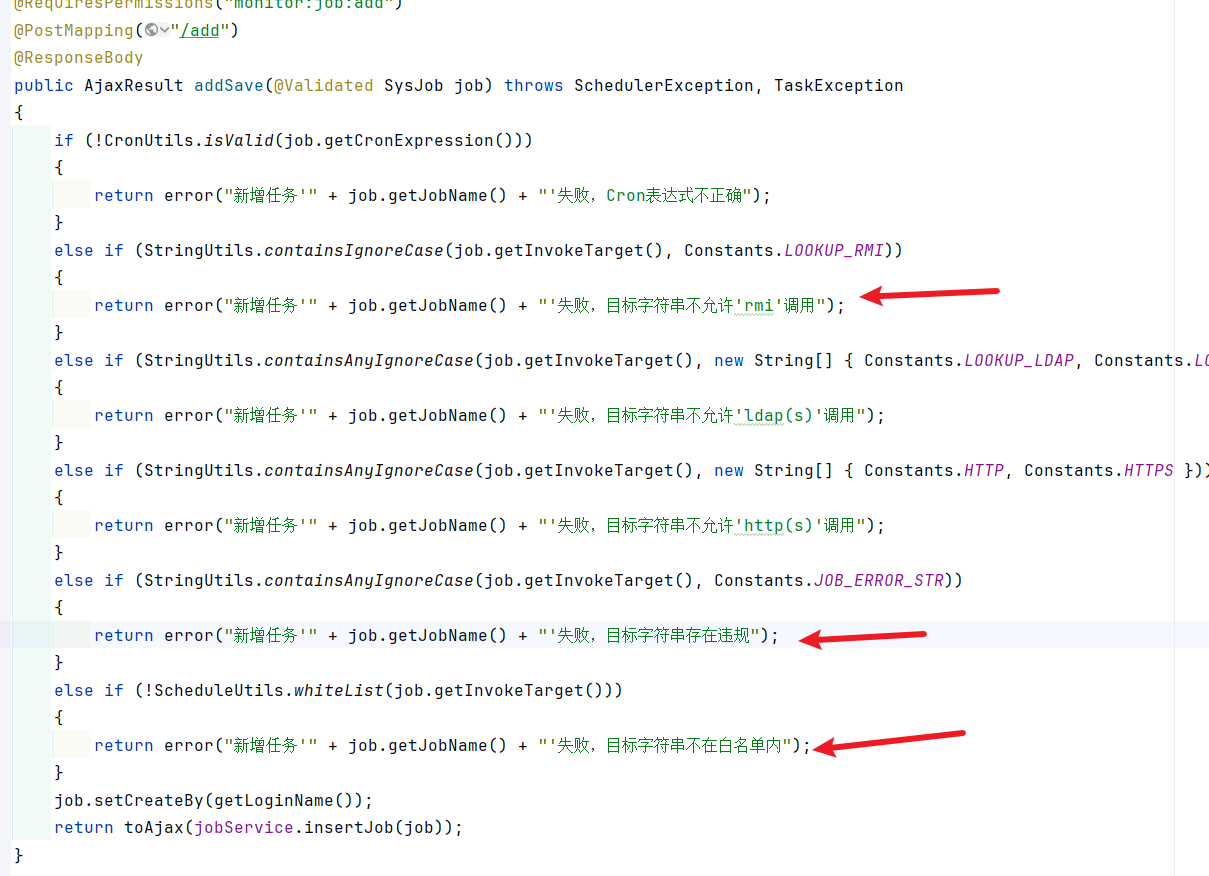 @RequiresPermissions("monitor:job:add")
@PostMapping("/add")
@ResponseBody
public AjaxResult addSave(@Validated SysJob job) throws SchedulerException, TaskException
{
if (!CronUtils.isValid(job.getCronExpression()))
{
return error("新增任务'" + job.getJobName() + "'失败，Cron表达式不正确");
}
else if (StringUtils.containsIgnoreCase(job.getInvokeTarget(), Constants.LOOKUP_RMI))
{
return error("新增任务'" + job.getJobName() + "'失败，目标字符串不允许'rmi'调用");
}
else if (StringUtils.containsAnyIgnoreCase(job.getInvokeTarget(), new String[] { Constants.LOOKUP_LDAP, Constants.LO
{
return error("新增任务'" + job.getJobName() + "'失败，目标字符串不允许'ldap(s)'调用");
}
else if (StringUtils.containsAnyIgnoreCase(job.getInvokeTarget(), new String[] { Constants.HTTP, Constants.HTTPS }))
{
return error("新增任务'" + job.getJobName() + "'失败，目标字符串不允许'http(s)'调用");
}
else if (StringUtils.containsAnyIgnoreCase(job.getInvokeTarget(), Constants.JOB_ERROR_STR))
{
return error("新增任务'" + job.getJobName() + "'失败，目标字符串存在违规");
}
else if (!ScheduleUtils.whiteList(job.getInvokeTarget()))
{
return error("新增任务'" + job.getJobName() + "'失败，目标字符串不在白名单内");
}
job.setCreateBy(getLoginName());
return toAjax(jobService.insertJob(job));
}